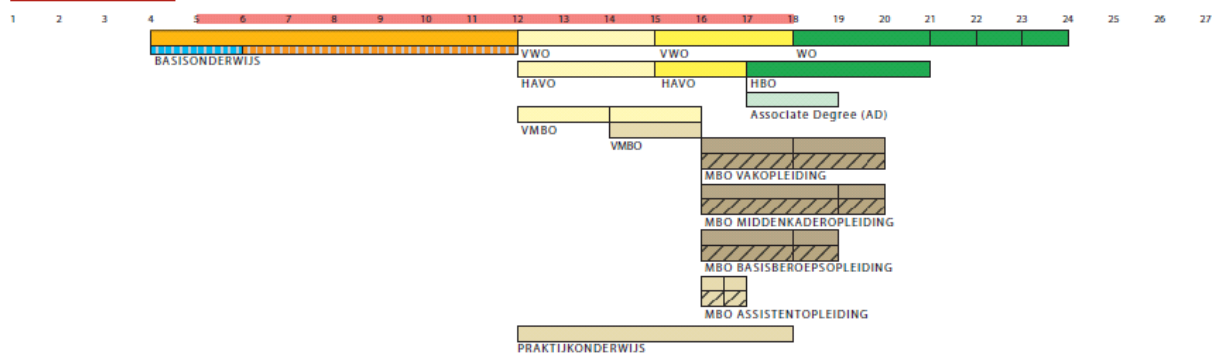 1 2 3 4 5 6 7 8 9 10 11 12 13 14 15 16 17 18 19 20 21 22 23 24 25 26 27
VWO VWO WO
BASISONDERWIJS
HAVO HAVO HBO
Associate Degree (AD)
VMBO
VMBO
MBO VAKOPLEIDING
MBO MIDDENKADEROPLEIDING
MBO BASISBEROEPSOPLEIDING
MBO ASSISTENTOPLEIDING
PRAKTIJKONDERWIJS